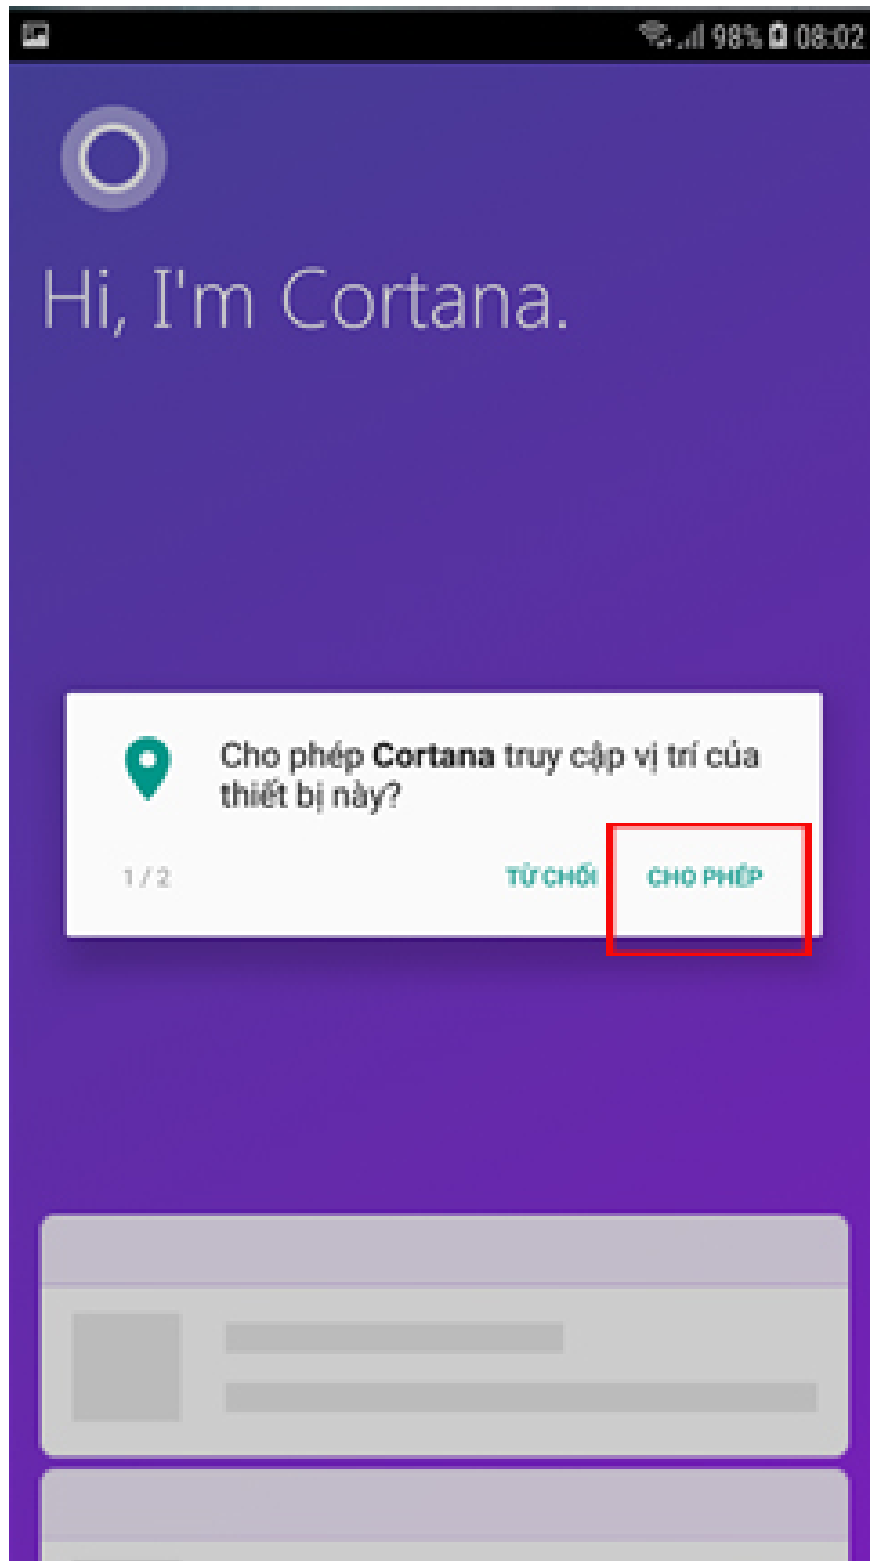 98% 08:02
Hi, I'm Cortana.
Cho phép Cortana truy cập vị trí của
thiết bị này?
1 / 2 TỪ CHỐI CHO PHÉP